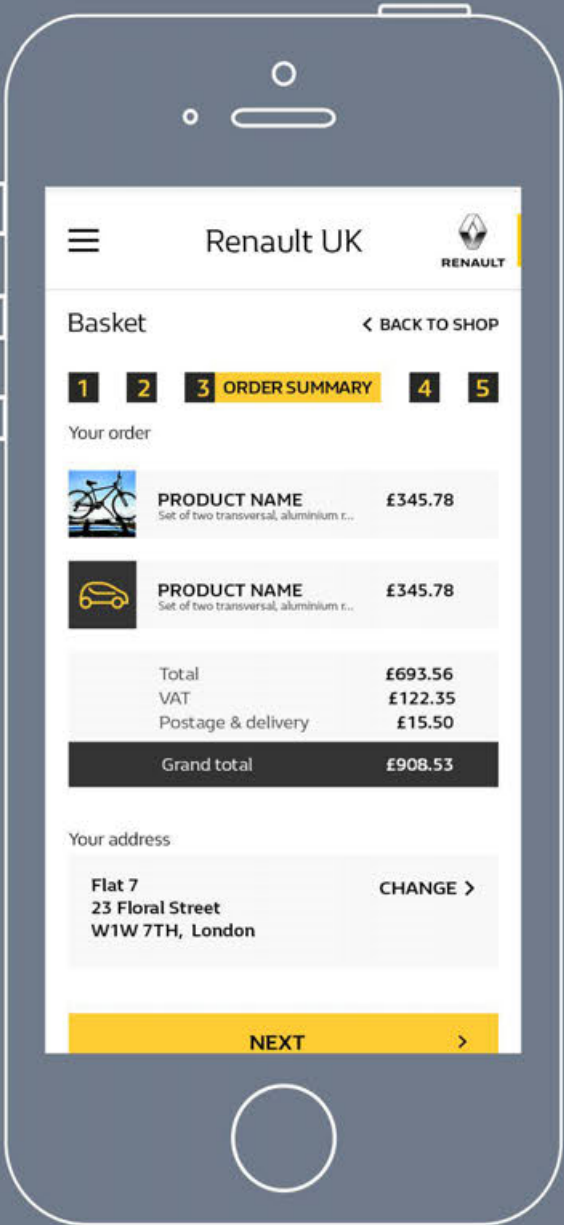 Renault UK
RENAULT
Basket
< BACK TO SHOP
1 2 3 ORDER SUMMARY 4 5
Your order
PRODUCT NAME £345.78
Set of two transversal, aluminium r...
PRODUCT NAME £345.78
Set of two transversal, aluminium r...
Total £693.56
VAT £122.35
Postage & delivery £15.50
Grand total £908.53
Your address
Flat 7 CHANGE >
23 Floral Street
W1W 7TH, London
NEXT >